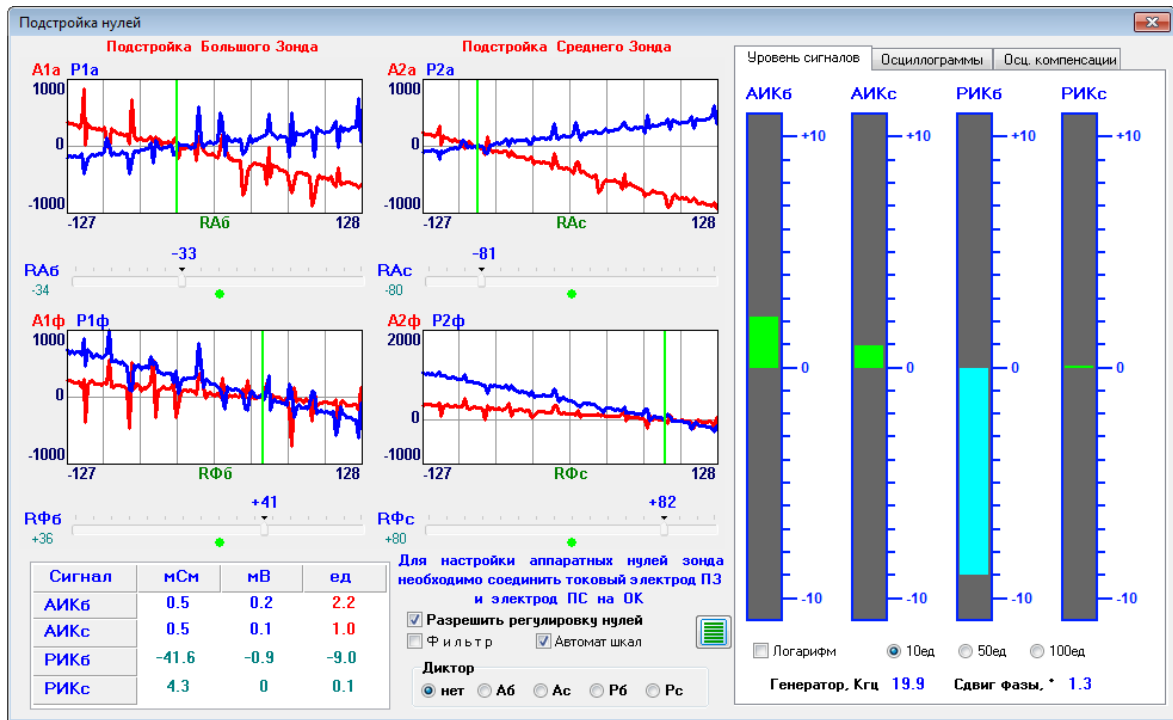 Подстройка нулей
Подстройка Большого Зонда
Подстройка Среднего Зонда
A1a P1a
1000
0
-1000
-127 RAб 128
-33
RAб
-34
A2a P2a
1000
0
-1000
-127 RAc 128
-81
RAc
-80
A1ф P1ф
1000
0
-1000
-127 RФб 128
+41
RФб
+36
A2ф P2ф
2000
0
-1000
-127 RФc 128
+82
RФc
+80
Сигнал мСм мВ ед
АИКб 0.5 0.2 2.2
АИКс 0.5 0.1 1.0
РИКб -41.6 -0.9 -9.0
РИКс 4.3 0 0.1
Для настройки аппаратных нулей зонда
необходимо соединить токовый электрод ПЗ
и электрод ПС на ОК
Разрешить регулировку нулей
Фильтр Автомат шкал
Диктор
нет Аб Ас Рб Рс
Уровень сигналов Осциллограммы Осц. компенсации
АИКб АИКс РИКб РИКс
+10 +10 +10 +10
0 0 0 0
-10 -10 -10 -10
Логарифм 10ед 50ед 100ед
Генератор, Кгц 19.9 Сдвиг фазы, ° 1.3